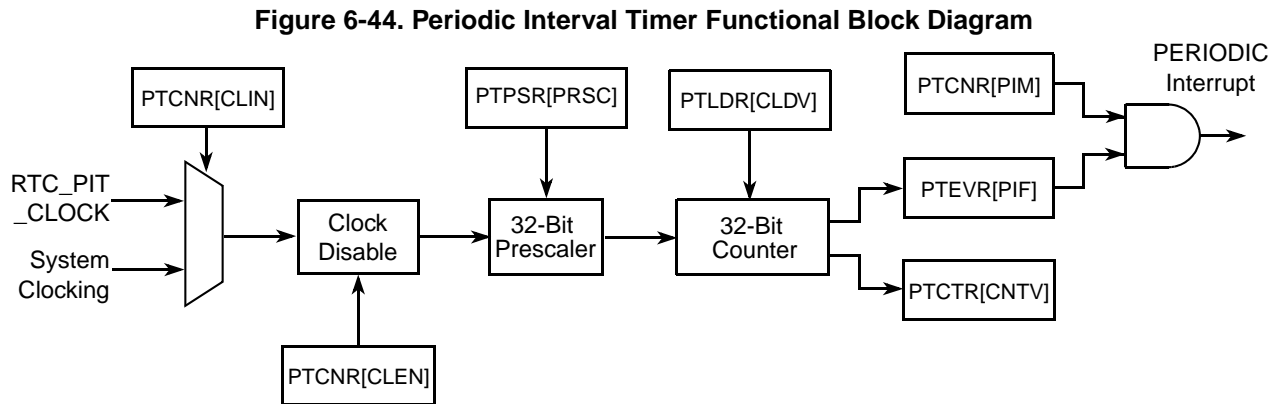 Figure 6-44. Periodic Interval Timer Functional Block Diagram
PTCNR[CLIN]
PTPSR[PRSC]
PTLDR[CLDV]
PTCNR[PIM]
PERIODIC
Interrupt
RTC_PIT
_CLOCK
System
Clocking
Clock
Disable
32-Bit
Prescaler
32-Bit
Counter
PTEVR[PIF]
PTCTR[CNTV]
PTCNR[CLEN]